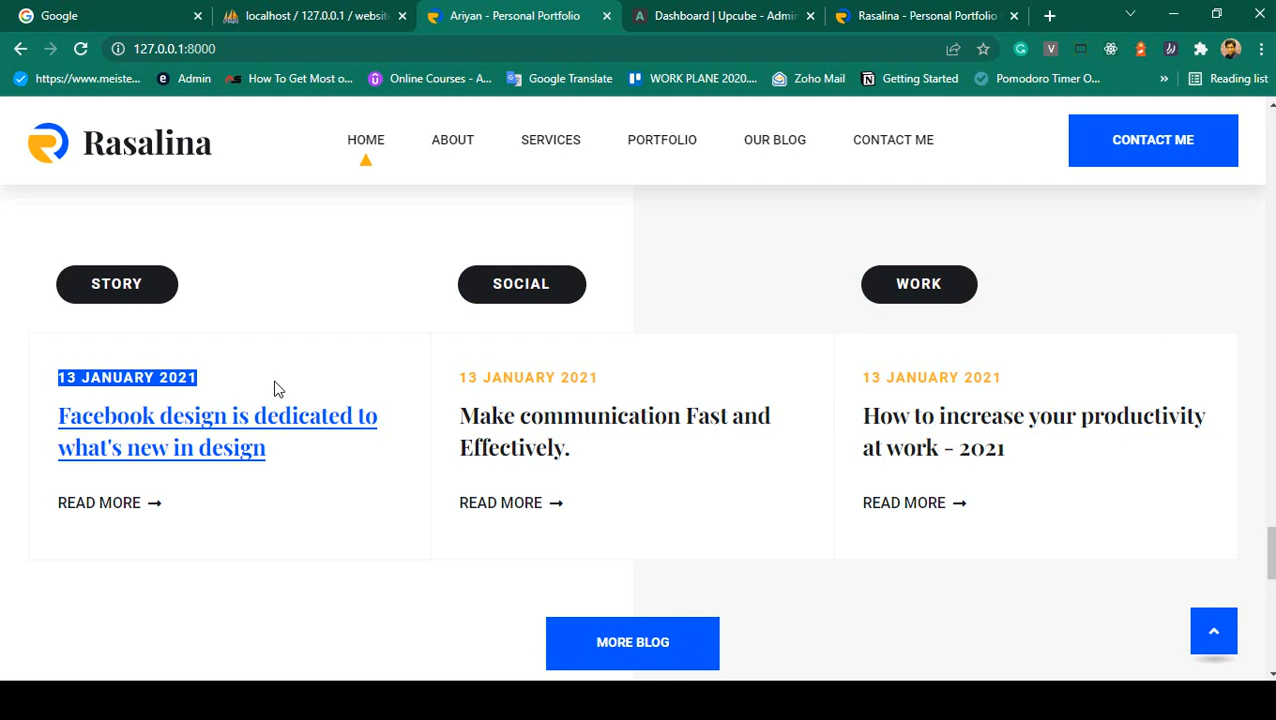 Google
localhost / 127.0.0.1 / websit
Ariyan - Personal Portfolio
Dashboard | Upcube - Admi
Rasalina - Personal Portfolio
127.0.0.1:8000
https://www.meiste...
Admin
How To Get Most o...
Online Courses - A...
Google Translate
WORK PLANE 2020....
Zoho Mail
Getting Started
Pomodoro Timer O...
Reading list
Rasalina
HOME
ABOUT
SERVICES
PORTFOLIO
OUR BLOG
CONTACT ME
CONTACT ME
STORY
SOCIAL
WORK
13 JANUARY 2021
Facebook design is dedicated to
what's new in design
READ MORE
13 JANUARY 2021
Make communication Fast and
Effectively.
READ MORE
13 JANUARY 2021
How to increase your productivity
at work - 2021
READ MORE
MORE BLOG